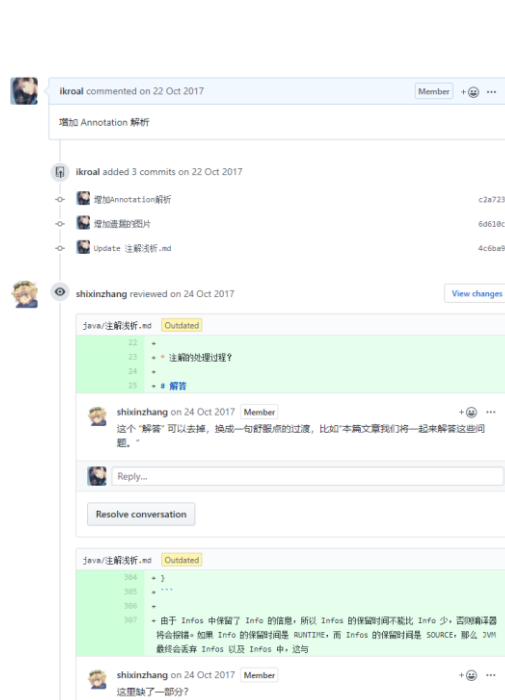 ikroal commented on 22 Oct 2017 Member
增加 Annotation 解析
ikroal added 3 commits on 22 Oct 2017
增加Annotation解析 c2a723
增加遗漏的图片 6d610c
Update 注解浅析.md 4c6ba9
shixinzhang reviewed on 24 Oct 2017 View changes
java/注解浅析.md Outdated
22 +
23 + * 注解的处理过程?
24 +
25 + # 解答
shixinzhang on 24 Oct 2017 Member
这个 “解答” 可以去掉,换成一句舒服点的过渡,比如“本篇文章我们将一起来解答这些问
题。”
Reply...
Resolve conversation
java/注解浅析.md Outdated
304 + }
305 + ```
306 +
307 + 由于 Infos 中保留了 Info 的信息,所以 Infos 的保留时间不能比 Info 少,否则编译器
将会报错。如果 Info 的保留时间是 RUNTIME,而 Infos 的保留时间是 SOURCE,那么 JVM
最终会丢弃 Infos 以及 Infos 中,这与
shixinzhang on 24 Oct 2017 Member
这里缺了一部分?